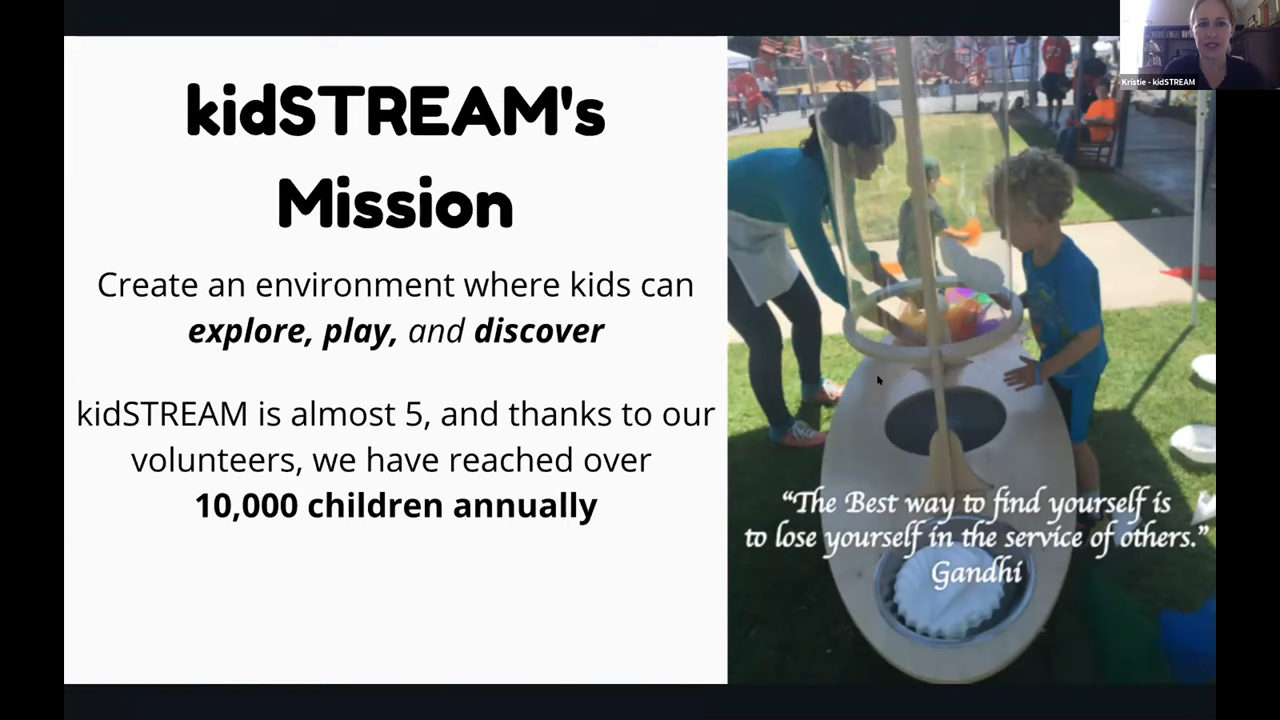 kidSTREAM's
Mission
Create an environment where kids can
explore, play, and discover
kidSTREAM is almost 5, and thanks to our
volunteers, we have reached over
10,000 children annually
“The Best way to find yourself is
to lose yourself in the service of others.”
Gandhi
Kristie - kidSTREAM